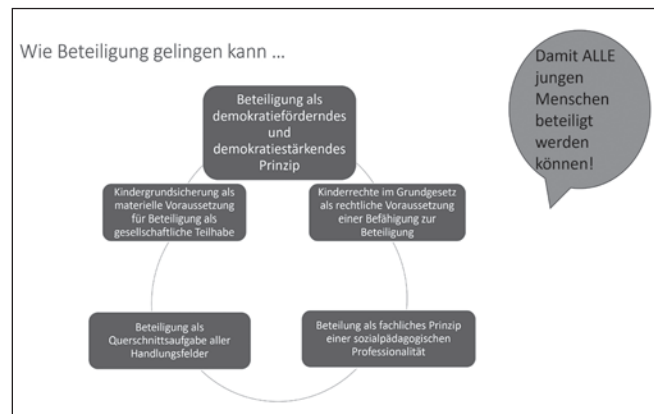 Wie Beteiligung gelingen kann ...
Damit ALLE
jungen
Menschen
beteiligt
werden
können!
Beteiligung als
demokratieförderndes
und
demokratiestärkendes
Prinzip
Kindergrundsicherung als
materielle Voraussetzung
für Beteiligung als
gesellschaftliche Teilhabe
Kinderrechte im Grundgesetz
als rechtliche Voraussetzung
einer Befähigung zur
Beteiligung
Beteiligung als
Querschnittsaufgabe aller
Handlungsfelder
Beteilung als fachliches Prinzip
einer sozialpädagogischen
Professionalität